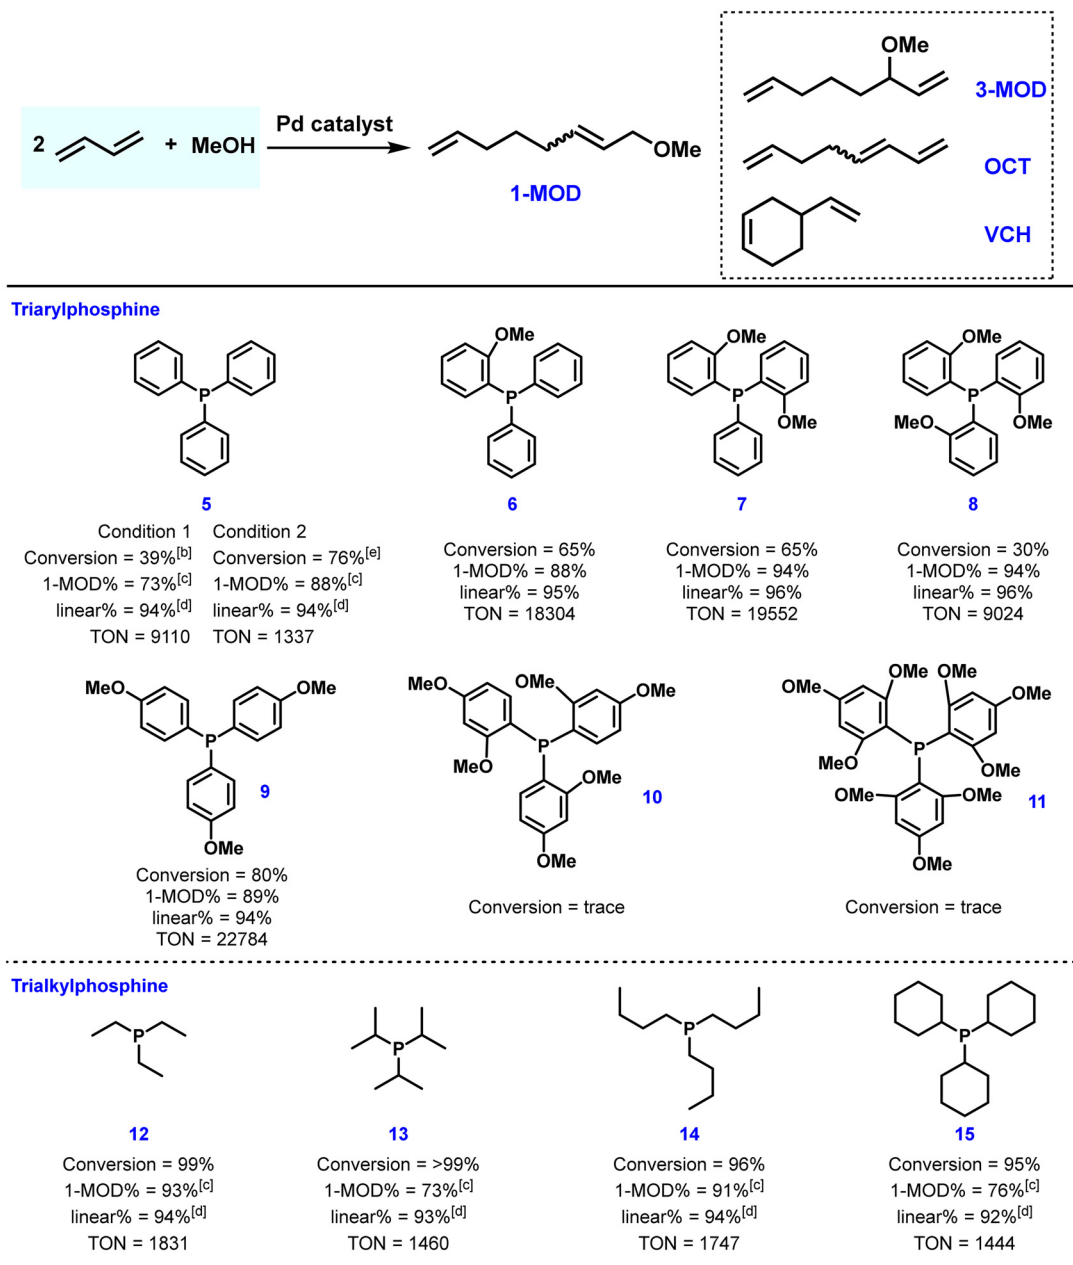 2
+ MeOH
Pd catalyst
OMe
1-MOD
OMe
3-MOD
OCT
VCH
Triarylphosphine
P
5
Condition 1
Conversion = 39%[b]
1-MOD% = 73%[c]
linear% = 94%[d]
TON = 9110
Condition 2
Conversion = 76%[e]
1-MOD% = 88%[c]
linear% = 94%[d]
TON = 1337
OMe
P
6
Conversion = 65%
1-MOD% = 88%
linear% = 95%
TON = 18304
OMe
P
OMe
7
Conversion = 65%
1-MOD% = 94%
linear% = 96%
TON = 19552
OMe
P
MeO
OMe
8
Conversion = 30%
1-MOD% = 94%
linear% = 96%
TON = 9024
MeO
OMe
P
OMe
9
Conversion = 80%
1-MOD% = 89%
linear% = 94%
TON = 22784
MeO
OMe
OMe
P
MeO
OMe
OMe
10
Conversion = trace
MeO
OMe
OMe
OMe
P
MeO
OMe
MeO
OMe
OMe
11
Conversion = trace
Trialkylphosphine
P
12
Conversion = 99%
1-MOD% = 93%[c]
linear% = 94%[d]
TON = 1831
P
13
Conversion = >99%
1-MOD% = 73%[c]
linear% = 93%[d]
TON = 1460
P
14
Conversion = 96%
1-MOD% = 91%[c]
linear% = 94%[d]
TON = 1747
P
15
Conversion = 95%
1-MOD% = 76%[c]
linear% = 92%[d]
TON = 1444